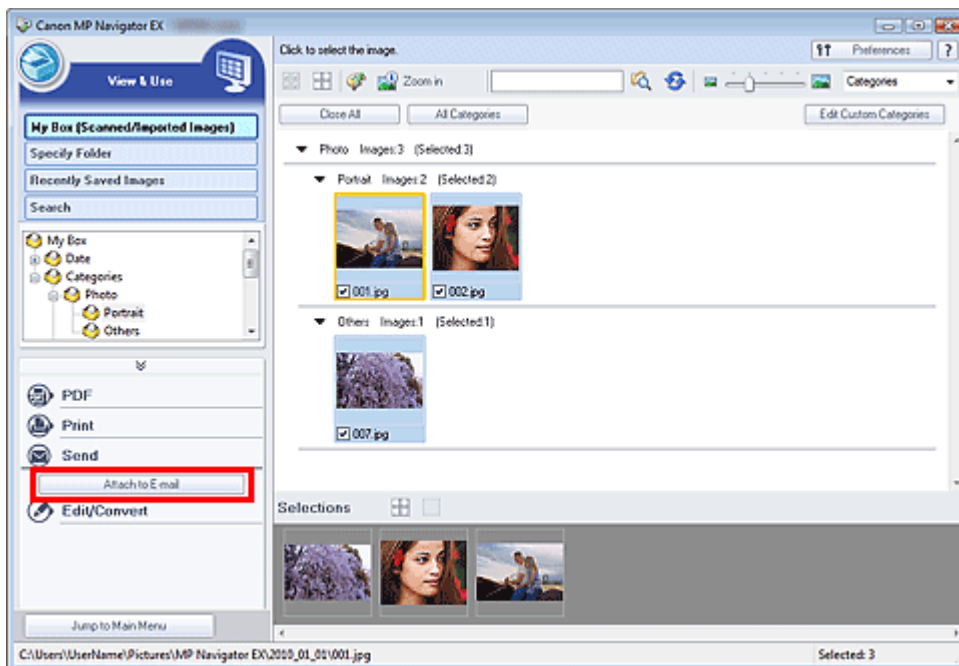 Canon MP Navigator EX
View & Use
My Box (Scanned/Imported Images)
Specify Folder
Recently Saved Images
Search
My Box
Date
Categories
Photo
Portrait
Others
PDF
Print
Send
Attach to E-mail
Edit/Convert
Jump to Main Menu
Click to select the image.
Preferences
?
Zoom in
Categories
Close All
All Categories
Edit Custom Categories
Photo Images:3 (Selected:3)
Portrait Images:2 (Selected:2)
001.jpg
002.jpg
Others Images:1 (Selected:1)
007.jpg
Selections
C:\Users\UserName\Pictures\MP Navigator EX\2010_01_01\001.jpg
Selected: 3